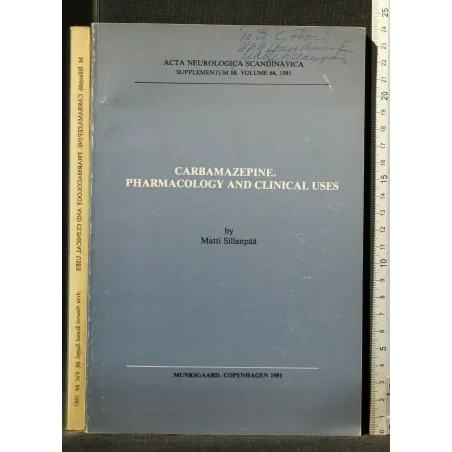 ACTA NEUROLOGICA SCANDINAVICA
SUPPLEMENTUM 88. VOLUME 64, 1981
CARBAMAZEPINE.
PHARMACOLOGY AND CLINICAL USES
by
Matti Sillanpää
MUNKSGAARD. COPENHAGEN 1981
M. Sillanpää: CARBAMAZEPINE: PHARMACOLOGY AND CLINICAL USES